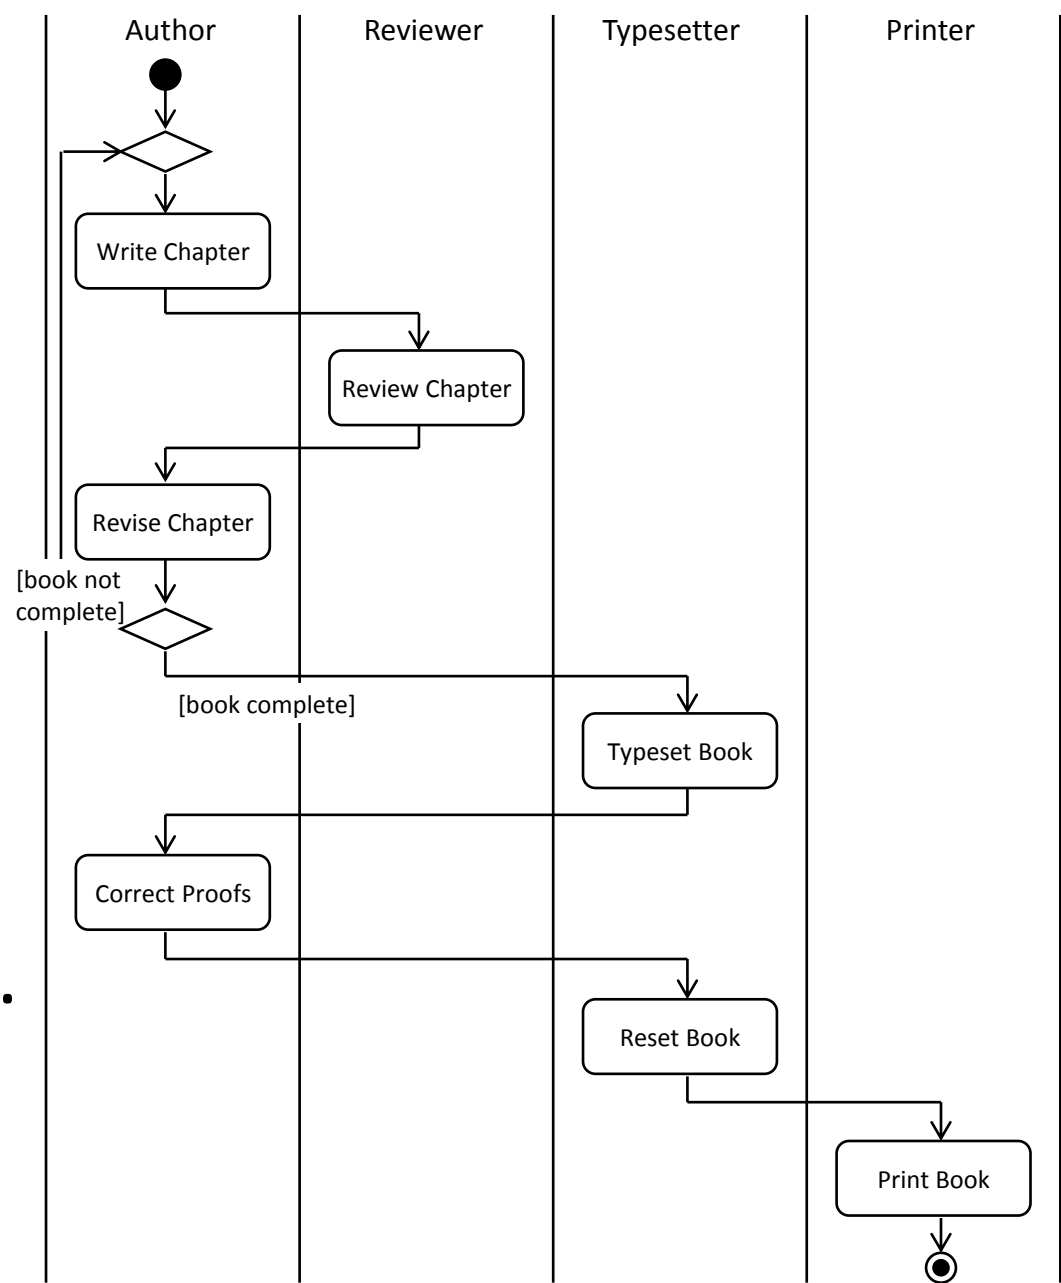 Author
Reviewer
Typesetter
Printer
Write Chapter
Review Chapter
Revise Chapter
[book not
complete]
[book complete]
Typeset Book
Correct Proofs
Reset Book
Print Book